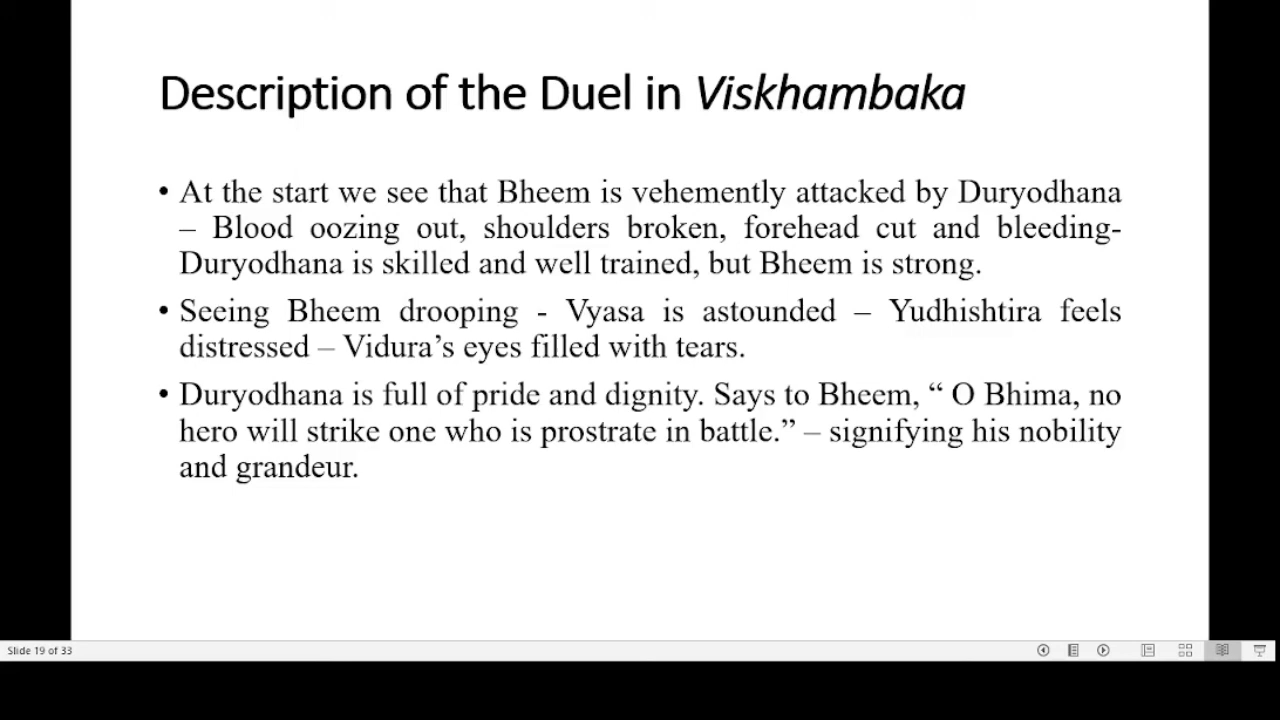 Description of the Duel in Viskhambaka
• At the start we see that Bheem is vehemently attacked by Duryodhana
– Blood oozing out, shoulders broken, forehead cut and bleeding-
Duryodhana is skilled and well trained, but Bheem is strong.
• Seeing Bheem drooping - Vyasa is astounded – Yudhishtira feels
distressed – Vidura’s eyes filled with tears.
• Duryodhana is full of pride and dignity. Says to Bheem, “ O Bhima, no
hero will strike one who is prostrate in battle.” – signifying his nobility
and grandeur.
Slide 19 of 33